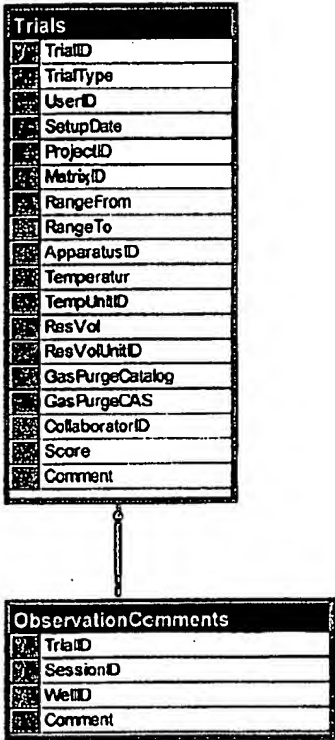 Trials
TrialID
TrialType
UserID
SetupDate
ProjectID
MatrixID
RangeFrom
RangeTo
ApparatusID
Temperatur
TempUnitID
ResVol
ResVolUnitID
GasPurgeCatalog
GasPurgeCAS
CollaboratorID
Score
Comment
ObservationComments
TrialID
SessionID
WellID
Comment